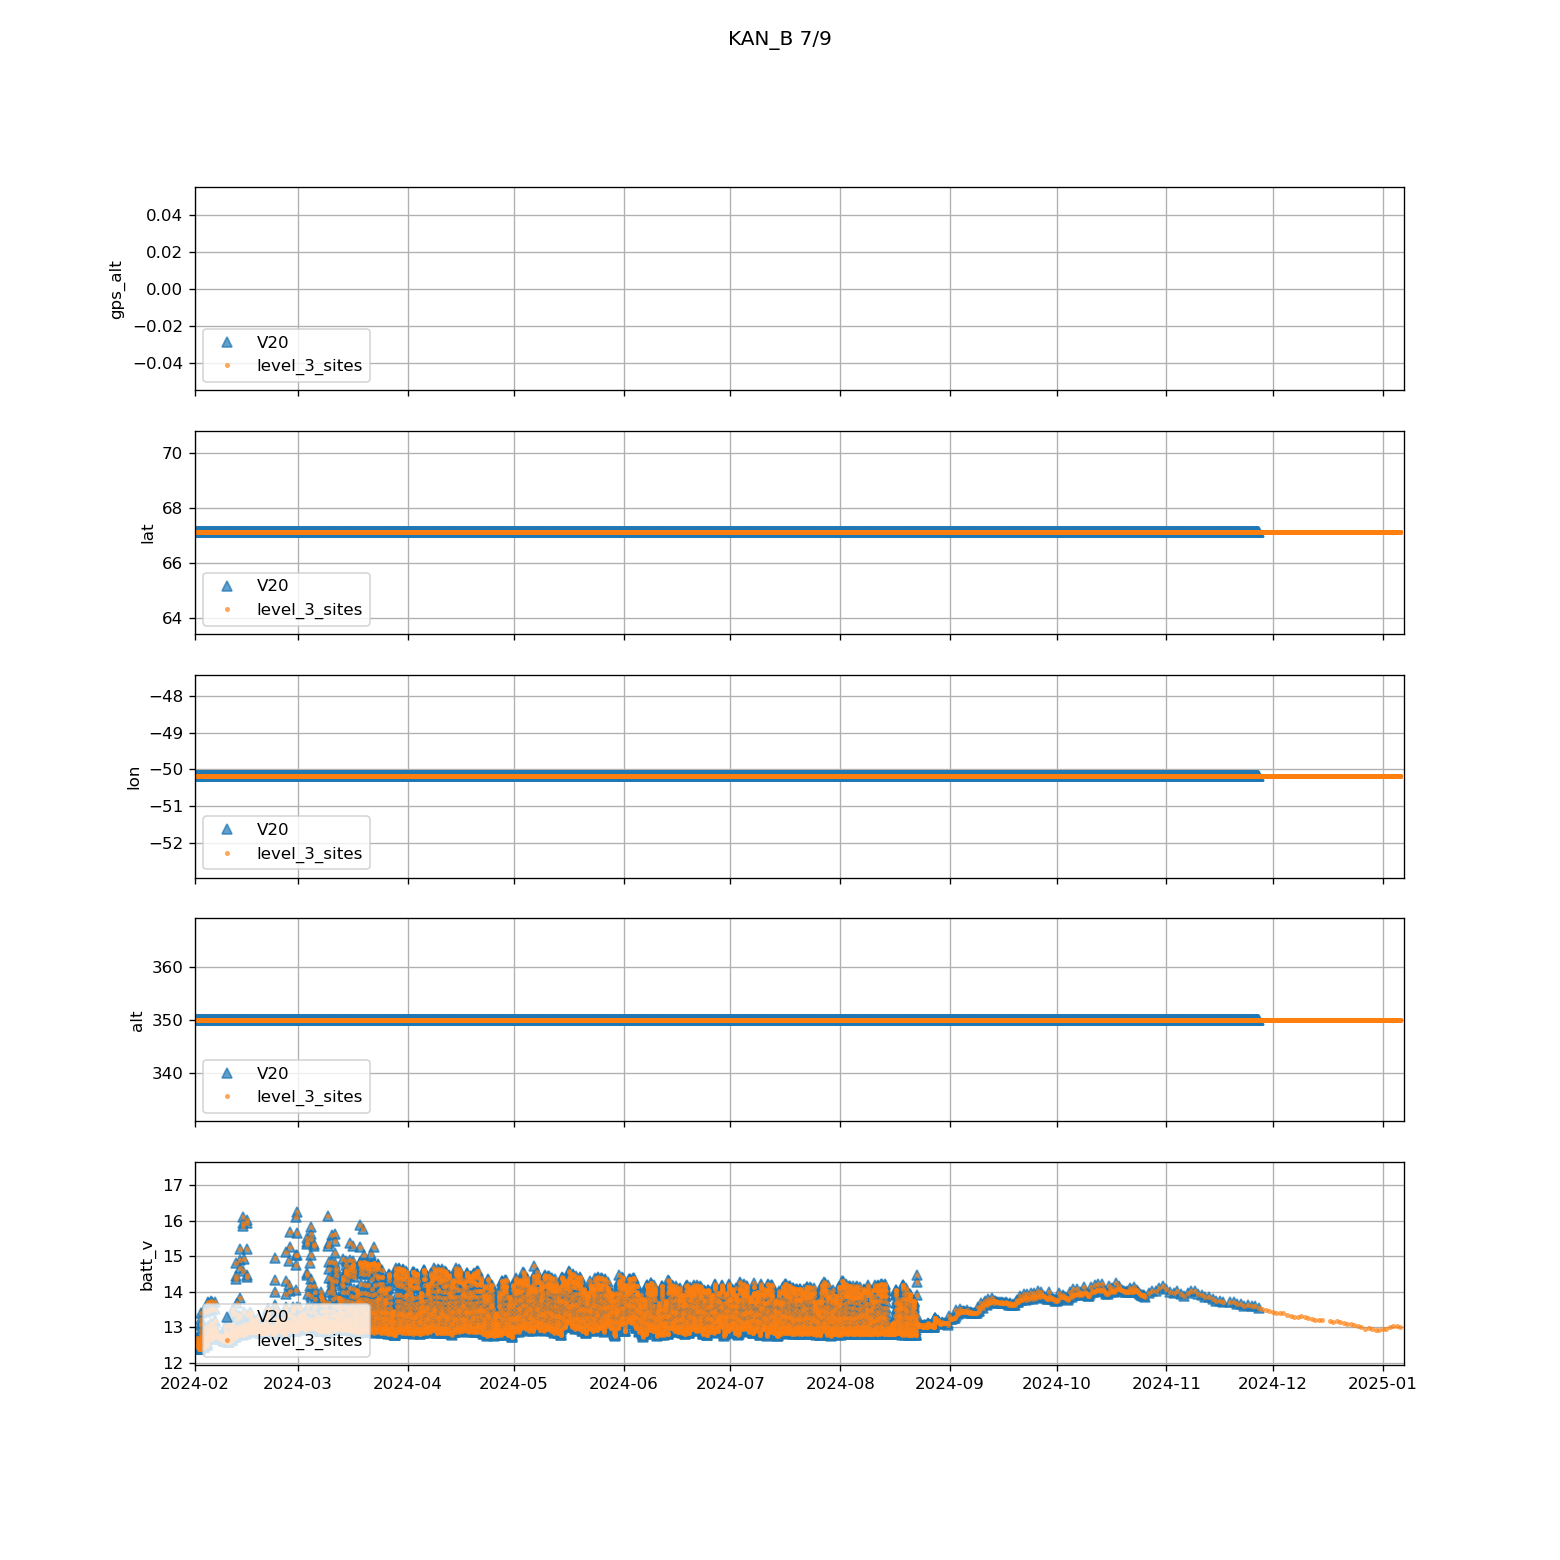 KAN_B 7/9
gps_alt
0.04
0.02
0.00
−0.02
−0.04
V20
level_3_sites
lat
70
68
66
64
V20
level_3_sites
lon
−48
−49
−50
−51
−52
V20
level_3_sites
alt
360
350
340
V20
level_3_sites
batt_v
17
16
15
14
13
12
V20
level_3_sites
2024-02 2024-03 2024-04 2024-05 2024-06 2024-07 2024-08 2024-09 2024-10 2024-11 2024-12 2025-01